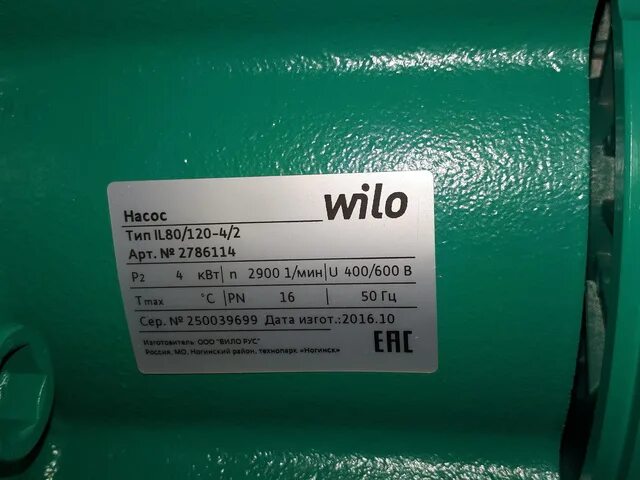 wilo
Насос
Тип IL80/120-4/2
Арт. № 2786114
P2 4 кВт n 2900 1/мин U 400/600 В
Tmax °C PN 16 50 Гц
Сер. № 250039699 Дата изгот.:2016.10
Изготовитель: ООО "ВИЛО РУС"
Россия, МО, Ногинский район, технопарк «Ногинск»
EAC